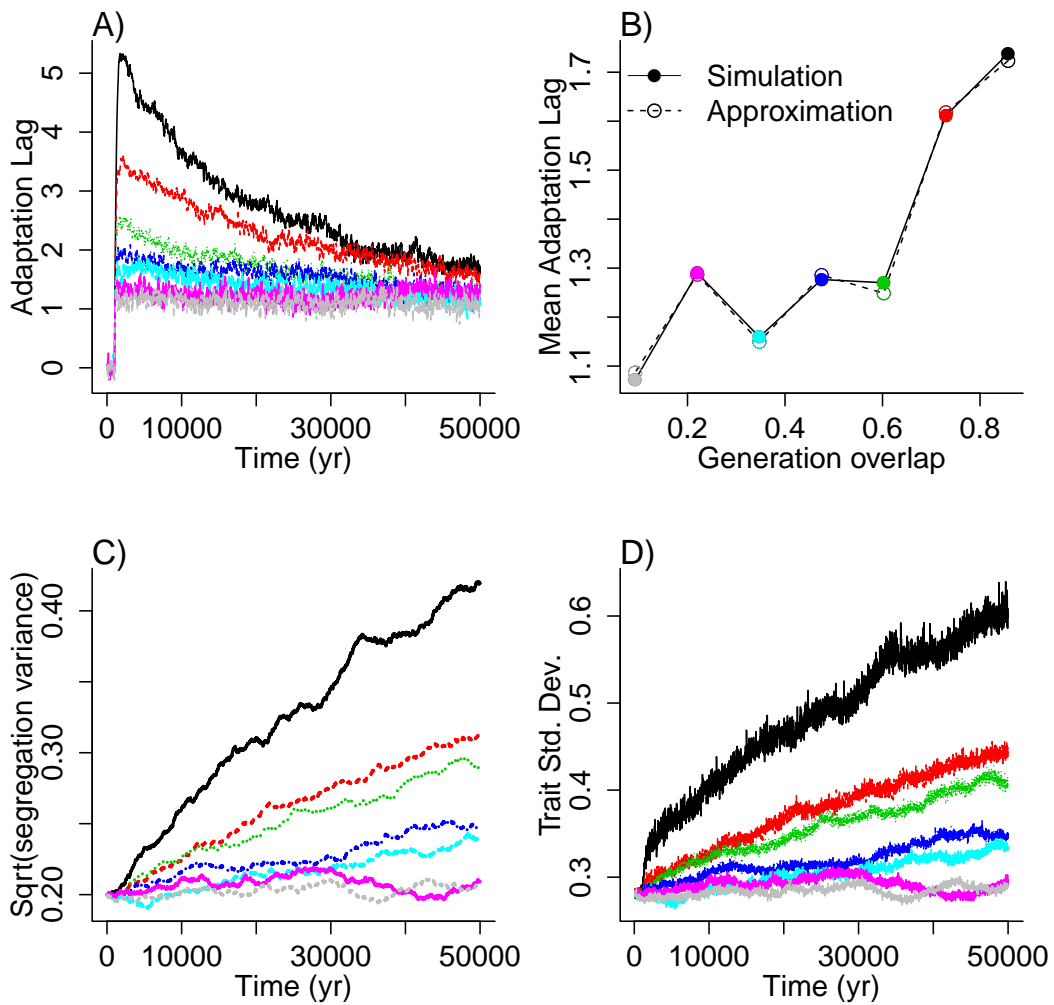 A)
Adaptation Lag
0 1 2 3 4 5
10000 30000 50000
Time (yr)
B)
Mean Adaptation Lag
1.1 1.3 1.5 1.7
Simulation
Approximation
0.2 0.4 0.6 0.8
Generation overlap
C)
Sqrt(segregation variance)
0.20 0.30 0.40
0 10000 30000 50000
Time (yr)
D)
Trait Std. Dev.
0.3 0.4 0.5 0.6
0 10000 30000 50000
Time (yr)